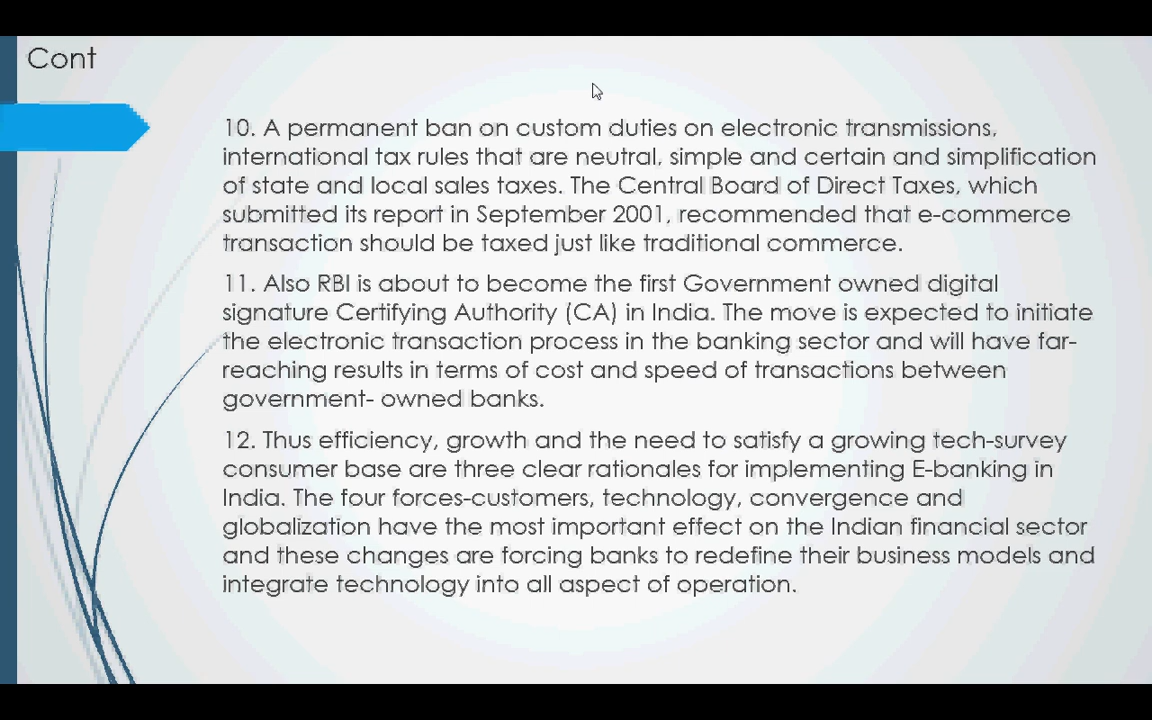 Cont
10. A permanent ban on custom duties on electronic transmissions,
international tax rules that are neutral, simple and certain and simplification
of state and local sales taxes. The Central Board of Direct Taxes, which
submitted its report in September 2001, recommended that e-commerce
transaction should be taxed just like traditional commerce.
11. Also RBI is about to become the first Government owned digital
signature Certifying Authority (CA) in India. The move is expected to initiate
the electronic transaction process in the banking sector and will have far-
reaching results in terms of cost and speed of transactions between
government- owned banks.
12. Thus efficiency, growth and the need to satisfy a growing tech-survey
consumer base are three clear rationales for implementing E-banking in
India. The four forces-customers, technology, convergence and
globalization have the most important effect on the Indian financial sector
and these changes are forcing banks to redefine their business models and
integrate technology into all aspect of operation.